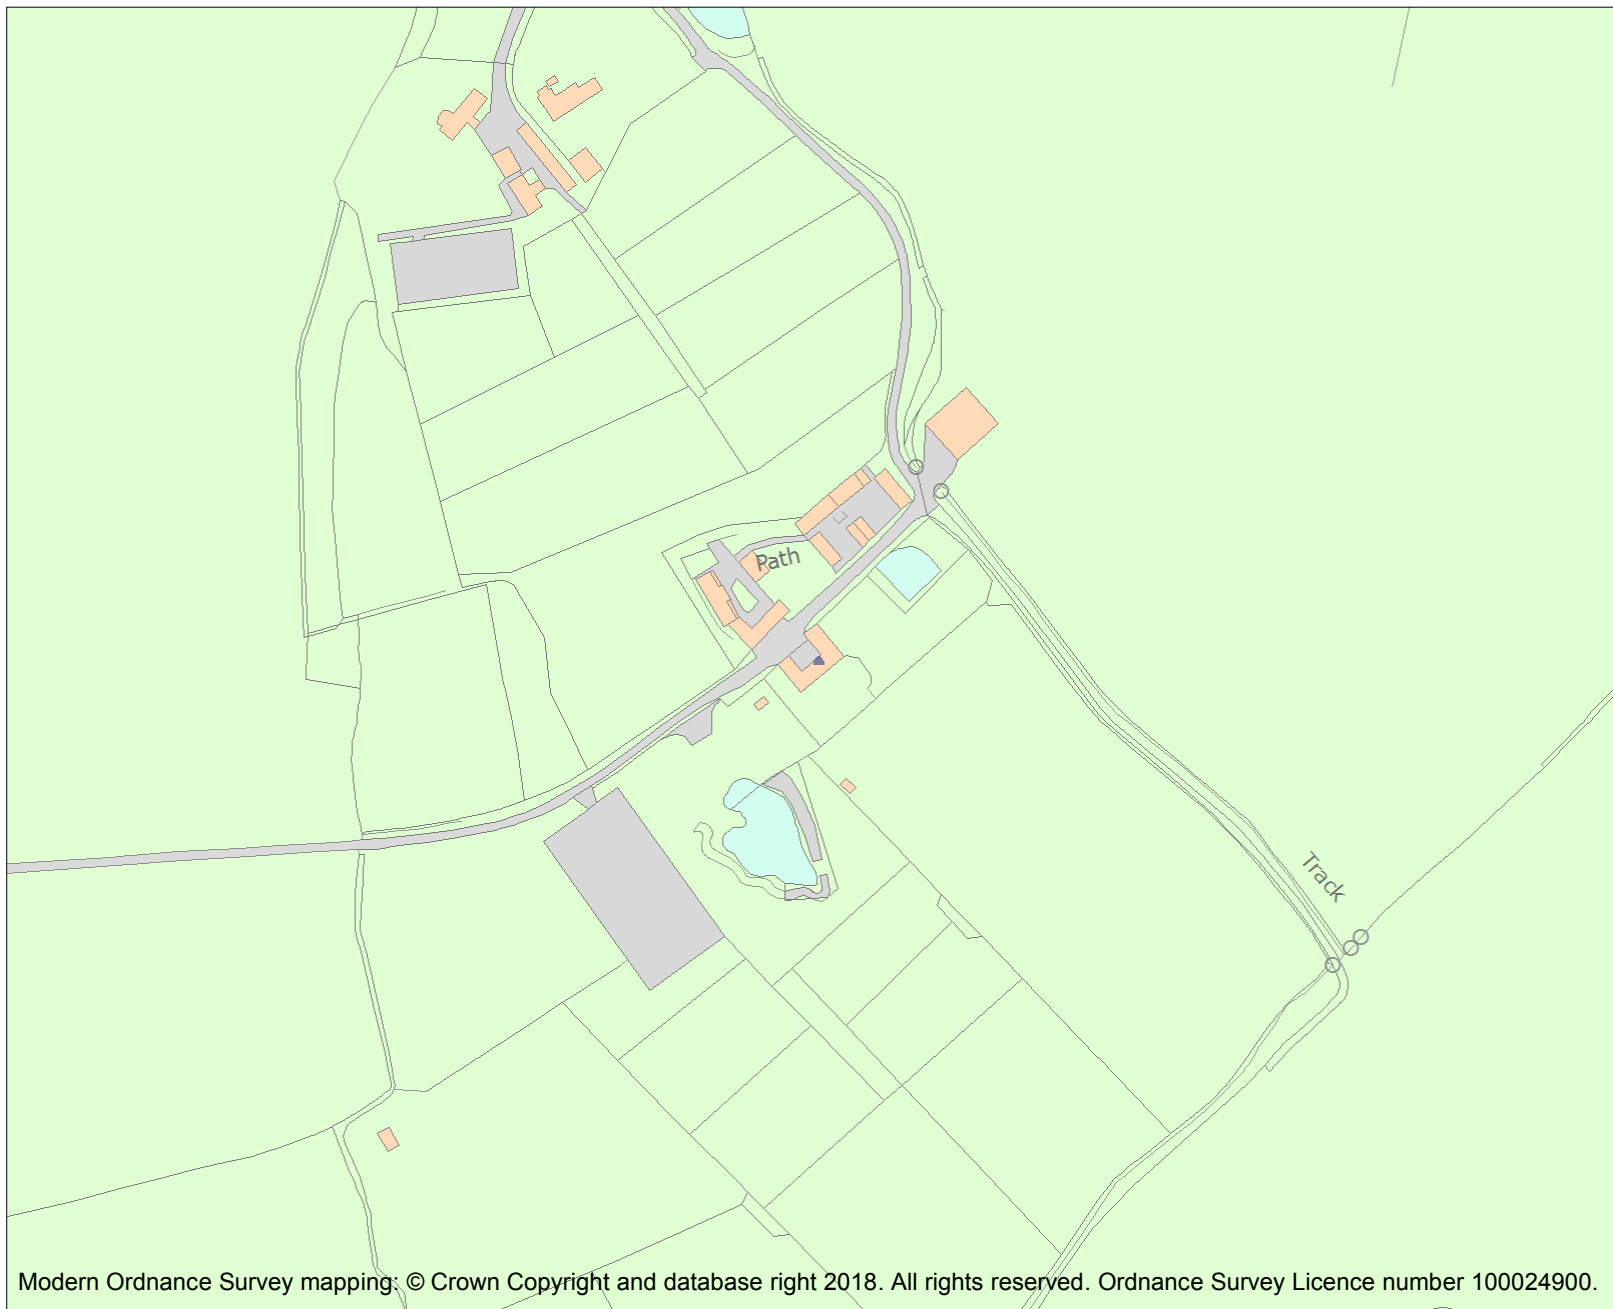 Path
Track
Modern Ordnance Survey mapping: © Crown Copyright and database right 2018. All rights reserved. Ordnance Survey Licence number 100024900.